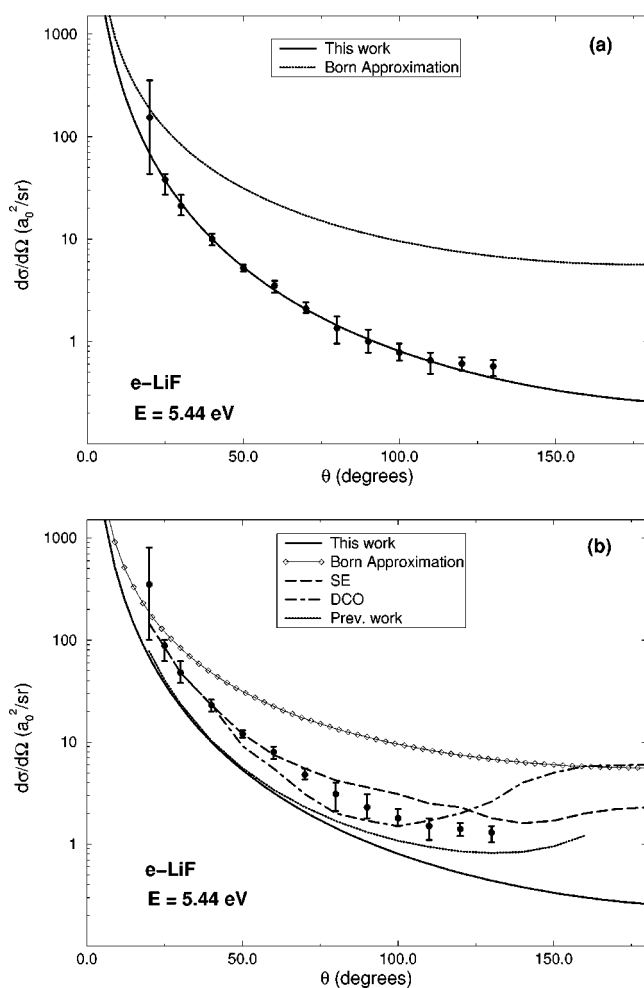 1000
100
10
1
dσ/dΩ (a₀²/sr)
This work
Born Approximation
(a)
e−LiF
E = 5.44 eV
0.0 50.0 100.0 150.0
θ (degrees)
1000
100
10
1
dσ/dΩ (a₀²/sr)
This work
Born Approximation
SE
DCO
Prev. work
(b)
e−LiF
E = 5.44 eV
0.0 50.0 100.0 150.0
θ (degrees)